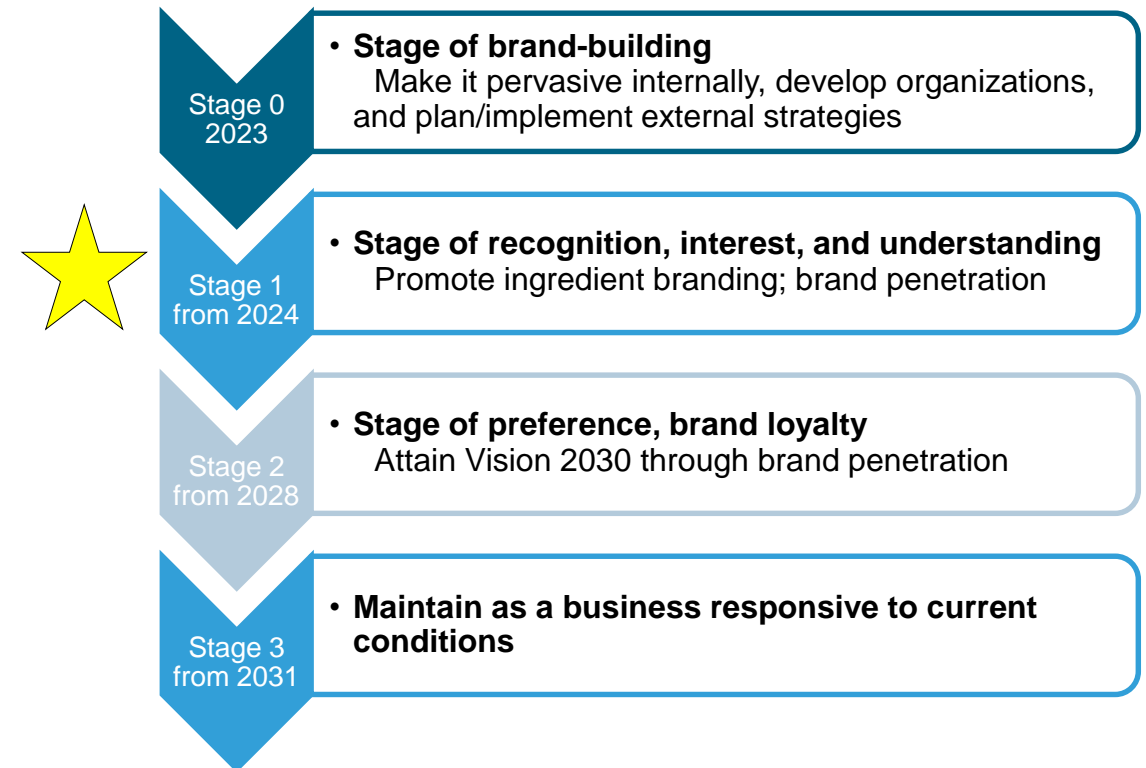 Stage 0
2023
• Stage of brand-building
Make it pervasive internally, develop organizations,
and plan/implement external strategies
Stage 1
from 2024
• Stage of recognition, interest, and understanding
Promote ingredient branding; brand penetration
Stage 2
from 2028
• Stage of preference, brand loyalty
Attain Vision 2030 through brand penetration
Stage 3
from 2031
• Maintain as a business responsive to current
conditions